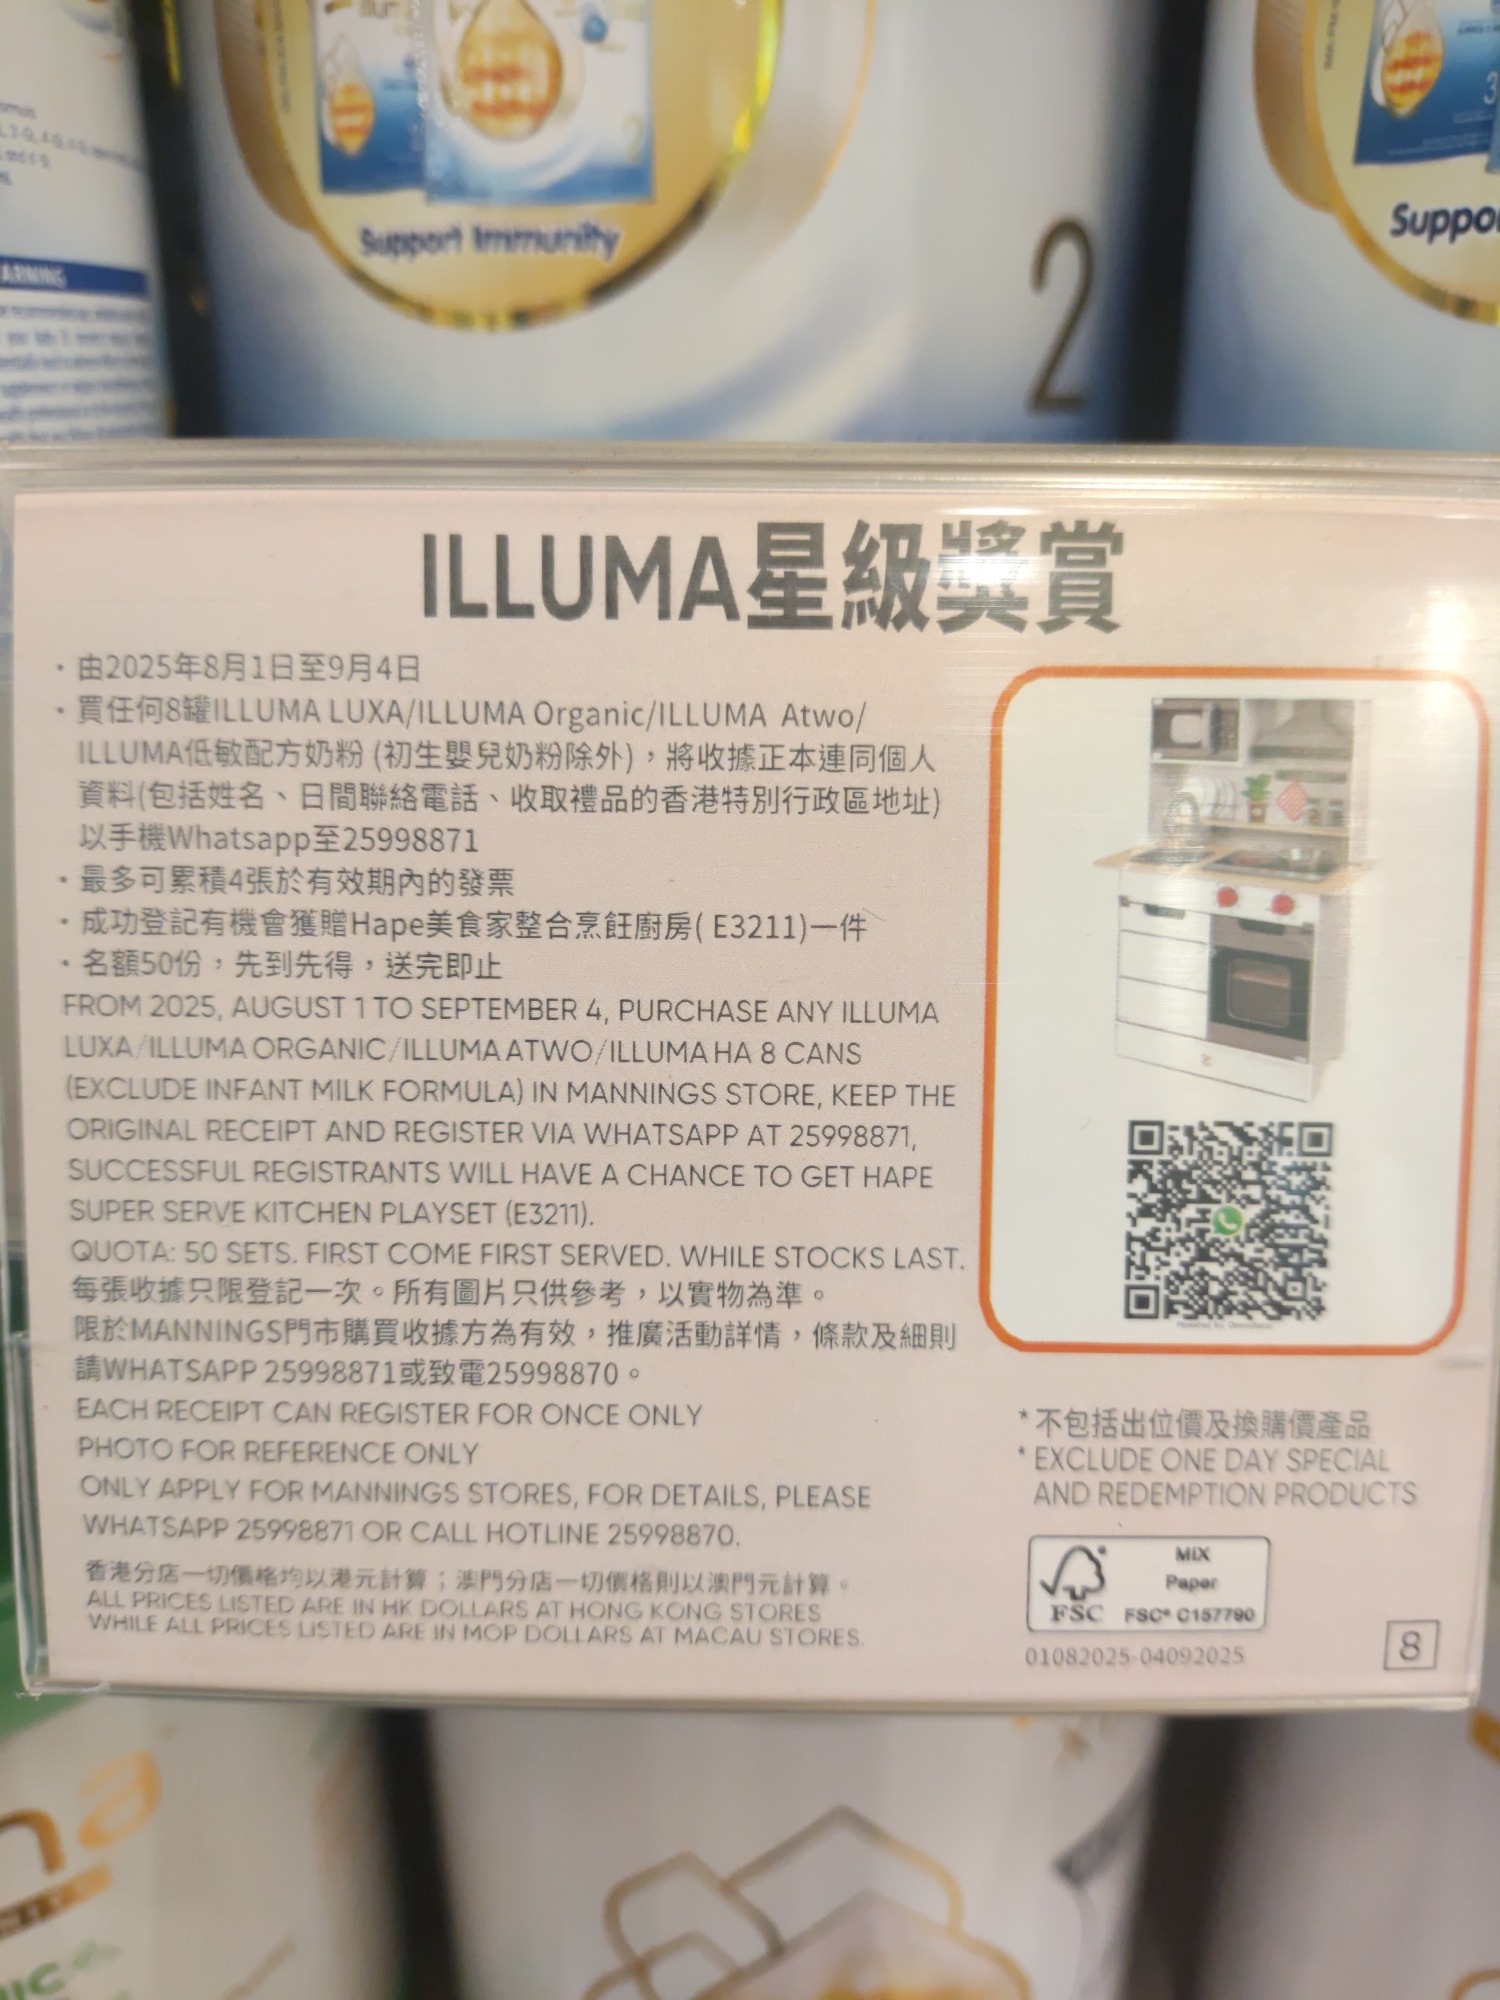 Support Immunity
2
2
3
Suppo
ARNING
ILLUMA星級獎賞
・由2025年8月1日至9月4日
・買任何8罐ILLUMA LUXA/ILLUMA Organic/ILLUMA Atwo/
ILLUMA低敏配方奶粉 (初生嬰兒奶粉除外)，將收據正本連同個人
資料(包括姓名、日間聯絡電話、收取禮品的香港特別行政區地址)
以手機Whatsapp至25998871
・最多可累積4張於有效期內的發票
・成功登記有機會獲贈Hape美食家整合烹飪廚房( E3211)一件
・名額50份，先到先得，送完即止
FROM 2025, AUGUST 1 TO SEPTEMBER 4, PURCHASE ANY ILLUMA
LUXA/ILLUMA ORGANIC/ILLUMA ATWO/ILLUMA HA 8 CANS
(EXCLUDE INFANT MILK FORMULA) IN MANNINGS STORE, KEEP THE
ORIGINAL RECEIPT AND REGISTER VIA WHATSAPP AT 25998871,
SUCCESSFUL REGISTRANTS WILL HAVE A CHANCE TO GET HAPE
SUPER SERVE KITCHEN PLAYSET (E3211).
QUOTA: 50 SETS. FIRST COME FIRST SERVED. WHILE STOCKS LAST.
每張收據只限登記一次。所有圖片只供參考，以實物為準。
限於MANNINGS門市購買收據方為有效，推廣活動詳情，條款及細則
請WHATSAPP 25998871或致電25998870。
EACH RECEIPT CAN REGISTER FOR ONCE ONLY
PHOTO FOR REFERENCE ONLY
ONLY APPLY FOR MANNINGS STORES, FOR DETAILS, PLEASE
WHATSAPP 25998871 OR CALL HOTLINE 25998870.
香港分店一切價格均以港元計算；澳門分店一切價格則以澳門元計算。
ALL PRICES LISTED ARE IN HK DOLLARS AT HONG KONG STORES
WHILE ALL PRICES LISTED ARE IN MOP DOLLARS AT MACAU STORES.
* 不包括出位價及換購價產品
* EXCLUDE ONE DAY SPECIAL
AND REDEMPTION PRODUCTS
FSC
MIX
Paper
FSC® C157790
01082025-04092025
8